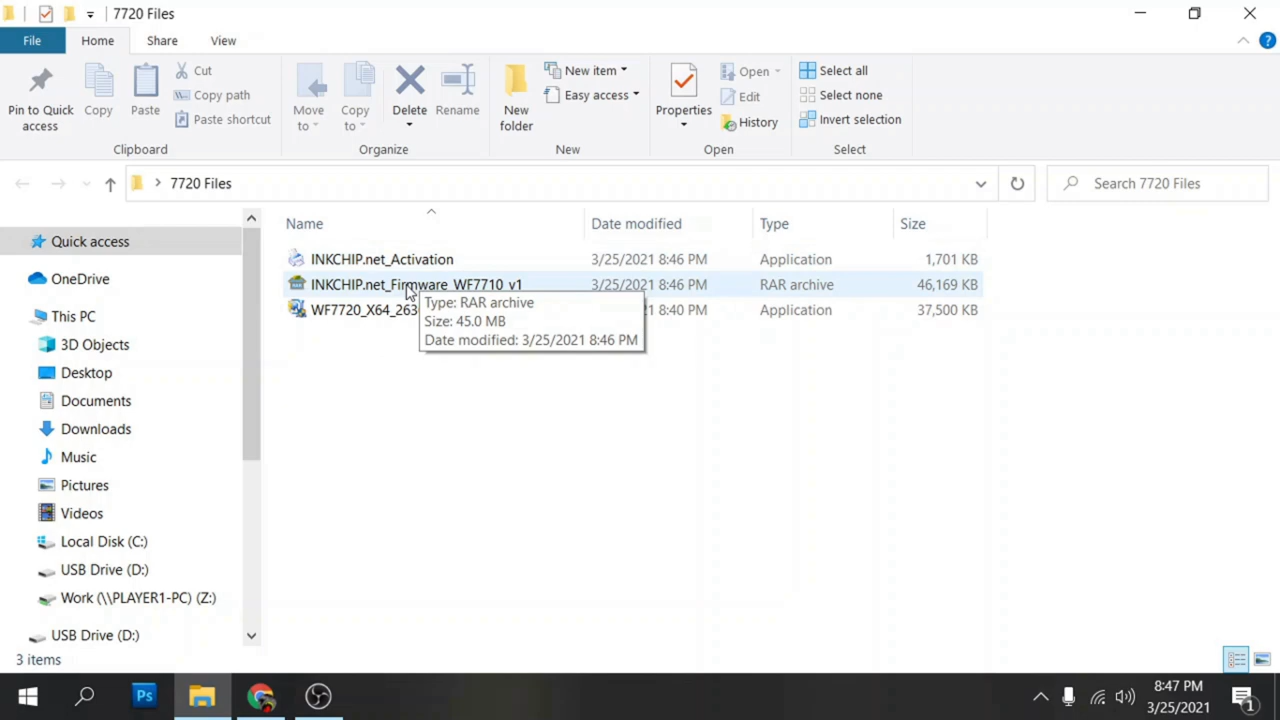 7720 Files
File
Home
Share
View
Pin to Quick access
Copy
Paste
Cut
Copy path
Paste shortcut
Clipboard
Move to
Copy to
Delete
Rename
Organize
New folder
New item
Easy access
New
Properties
Open
Edit
History
Open
Select all
Select none
Invert selection
Select
7720 Files
Search 7720 Files
Name
Date modified
Type
Size
INKCHIP.net_Activation 3/25/2021 8:46 PM Application 1,701 KB
INKCHIP.net_Firmware_WF7710_v1 3/25/2021 8:46 PM RAR archive 46,169 KB
WF7720_X64_263 8:40 PM Application 37,500 KB
Type: RAR archive
Size: 45.0 MB
Date modified: 3/25/2021 8:46 PM
Quick access
OneDrive
This PC
3D Objects
Desktop
Documents
Downloads
Music
Pictures
Videos
Local Disk (C:)
USB Drive (D:)
Work (\\PLAYER1-PC) (Z:)
USB Drive (D:)
3 items
Ps
8:47 PM
3/25/2021
1